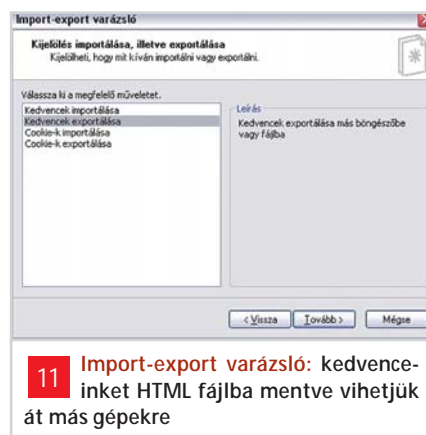 Import-export varázsló
Kijelölés importálása, illetve exportálása
Kijelölheti, hogy mit kíván importálni vagy exportálni.
Válassza ki a megfelelő műveletet.
Kedvencek importálása
Kedvencek exportálása
Cookie-k importálása
Cookie-k exportálása
Leírás
Kedvencek exportálása más böngészőbe
vagy fájlba
< Vissza
Tovább >
Mégse
11 Import-export varázsló: kedvence-
inket HTML fájlba mentve vihetjük
át más gépekre